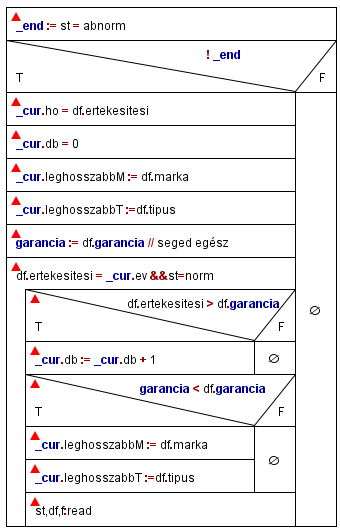 _end := st = abnorm
! _end
T F
_cur.ho = df.ertekesitesi
_cur.db = 0
_cur.leghosszabbM := df.marka
_cur.leghosszabbT := df.tipus
garancia := df.garancia // seged egész
df.ertekesitesi = _cur.ev && st=norm
∅
df.ertekesitesi > df.garancia
T F
_cur.db := _cur.db + 1 ∅
garancia < df.garancia
T F
_cur.leghosszabbM := df.marka
∅
_cur.leghosszabbT :=df.tipus
st,df,f:read